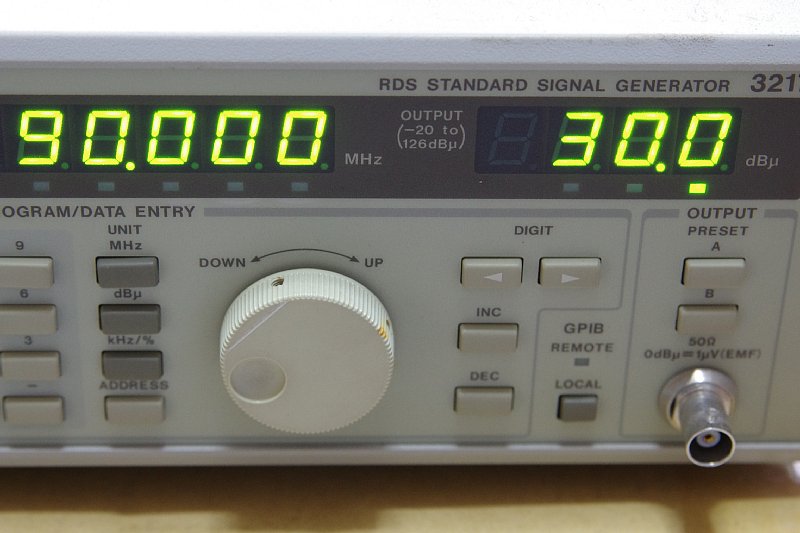 RDS STANDARD SIGNAL GENERATOR 3217
90.000 MHz
OUTPUT
(-20 to
126dBμ)
30.0 dBμ
OGRAM/DATA ENTRY
9
6
3
-
UNIT
MHz
dBμ
kHz/%
ADDRESS
DOWN
UP
DIGIT
INC
DEC
GPIB
REMOTE
LOCAL
OUTPUT
PRESET
A
B
50Ω
0dBμ=1μV(EMF)